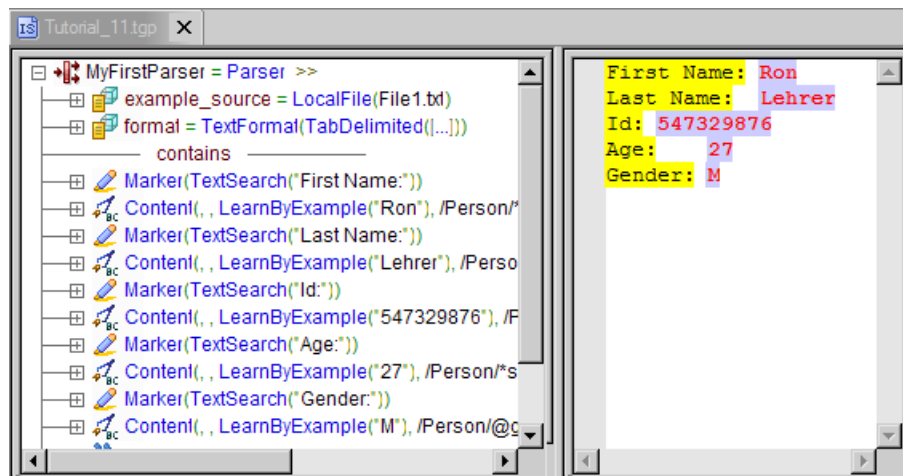 Tutorial_11.tgp
MyFirstParser = Parser >>
example_source = LocalFile(File1.txt)
format = TextFormat(TabDelimited([...]))
contains
Marker(TextSearch("First Name:"))
Content(, , LearnByExample("Ron"), /Person/*
Marker(TextSearch("Last Name:"))
Content(, , LearnByExample("Lehrer"), /Perso
Marker(TextSearch("Id:"))
Content(, , LearnByExample("547329876"), /P
Marker(TextSearch("Age:"))
Content(, , LearnByExample("27"), /Person/*s
Marker(TextSearch("Gender:"))
Content(, , LearnByExample("M"), /Person/@g
First Name: Ron
Last Name: Lehrer
Id: 547329876
Age: 27
Gender: M